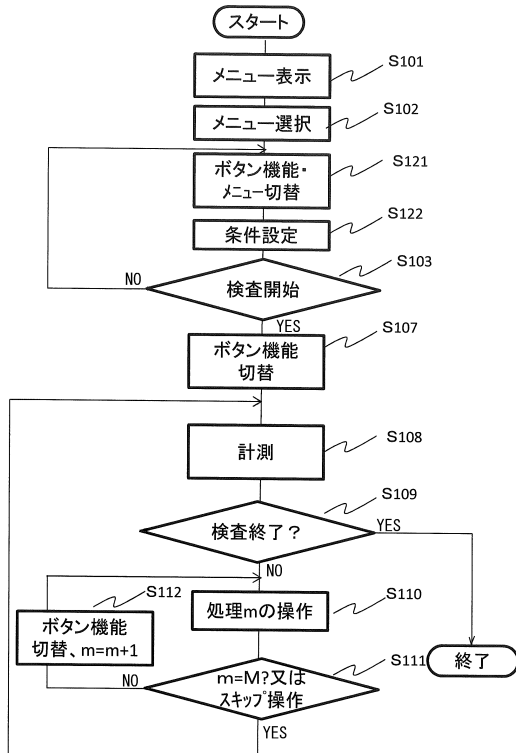 スタート
メニュー表示
S101
メニュー選択
S102
ボタン機能・
メニュー切替
S121
条件設定
S122
検査開始
S103
NO
YES
ボタン機能
切替
S107
計測
S108
検査終了？
S109
YES
NO
処理mの操作
S110
ボタン機能
切替、m=m+1
S112
m=M?又は
スキップ操作
S111
NO
YES
終了